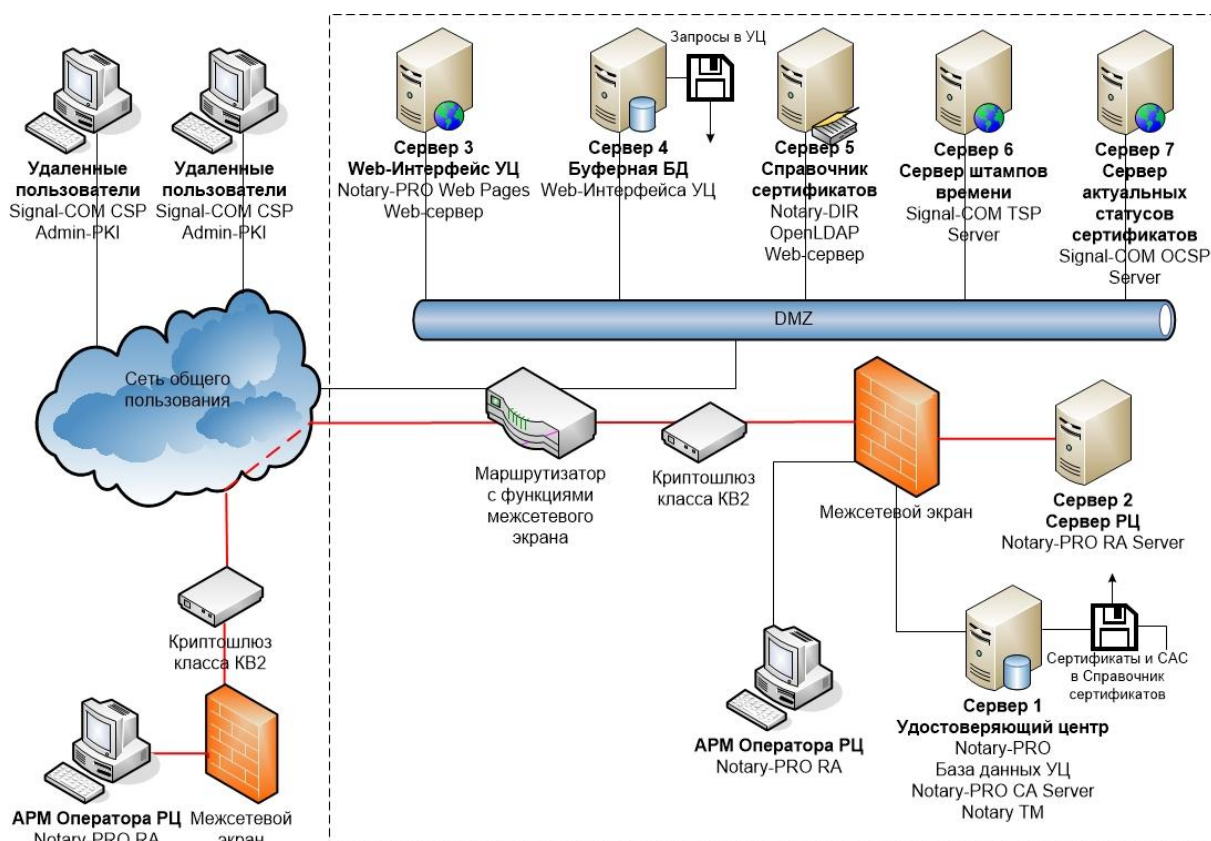 Удаленные
пользователи
Signal-COM CSP
Admin-PKI
Удаленные
пользователи
Signal-COM CSP
Admin-PKI
Сервер 3
Web-Интерфейс УЦ
Notary-PRO Web Pages
Web-сервер
Запросы в УЦ
Сервер 4
Буферная БД
Web-Интерфейса УЦ
Сервер 5
Справочник
сертификатов
Notary-DIR
OpenLDAP
Web-сервер
Сервер 6
Сервер штампов
времени
Signal-COM TSP
Server
Сервер 7
Сервер
актуальных
статусов
сертификатов
Signal-COM OCSP
Server
DMZ
Сеть общего
пользования
Маршрутизатор
с функциями
межсетевого
экрана
Криптошлюз
класса КВ2
Межсетевой экран
Сервер 2
Сервер РЦ
Notary-PRO RA Server
Криптошлюз
класса КВ2
АРМ Оператора РЦ
Notary-PRO RA
Межсетевой
экран
АРМ Оператора РЦ
Notary-PRO RA
Сертификаты и САС
в Справочник
сертификатов
Сервер 1
Удостоверяющий центр
Notary-PRO
База данных УЦ
Notary-PRO CA Server
Notary TM